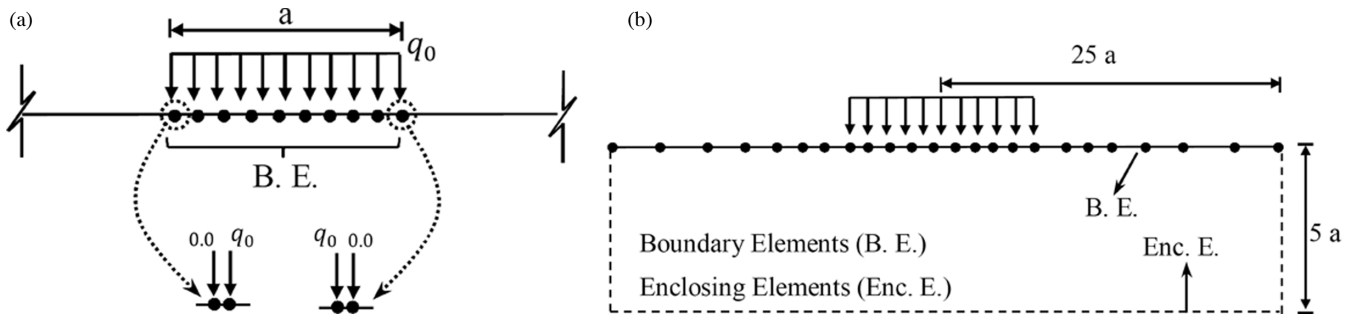 (a)
a
q0
B. E.
0.0 q0
q0 0.0
(b)
25 a
B. E.
5 a
Boundary Elements (B. E.)
Enc. E.
Enclosing Elements (Enc. E.)